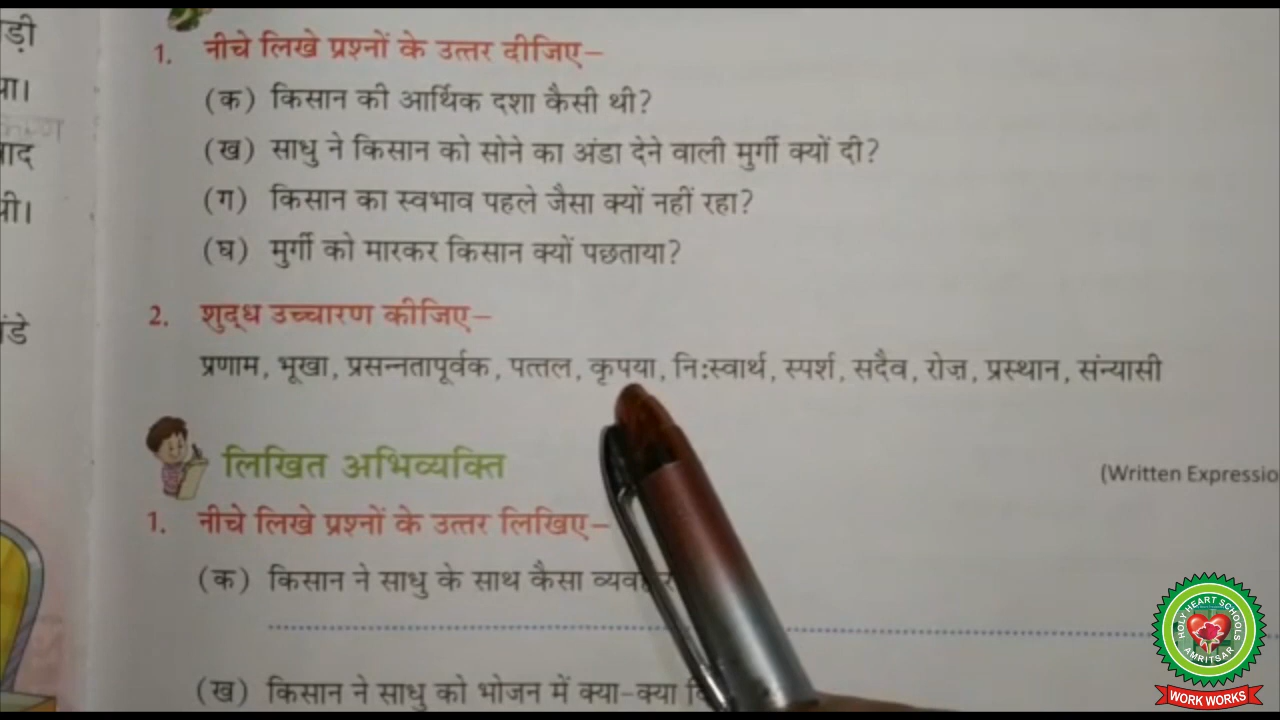 ड़ी
1. नीचे लिखे प्रश्नों के उत्तर दीजिए–
(क) किसान की आर्थिक दशा कैसी थी?
(ख) साधु ने किसान को सोने का अंडा देने वाली मुर्गी क्यों दी?
(ग) किसान का स्वभाव पहले जैसा क्यों नहीं रहा?
(घ) मुर्गी को मारकर किसान क्यों पछताया?
2. शुद्ध उच्चारण कीजिए–
प्रणाम, भूखा, प्रसन्नतापूर्वक, पत्तल, कृपया, नि:स्वार्थ, स्पर्श, सदैव, रोज़, प्रस्थान, संन्यासी
लिखित अभिव्यक्ति
(Written Expressio
1. नीचे लिखे प्रश्नों के उत्तर लिखिए–
(क) किसान ने साधु के साथ कैसा
(ख) किसान ने साधु को भोजन में क्या-क्या
HOLY HEART SCHOOLS
AMRITSAR
WORK WORKS